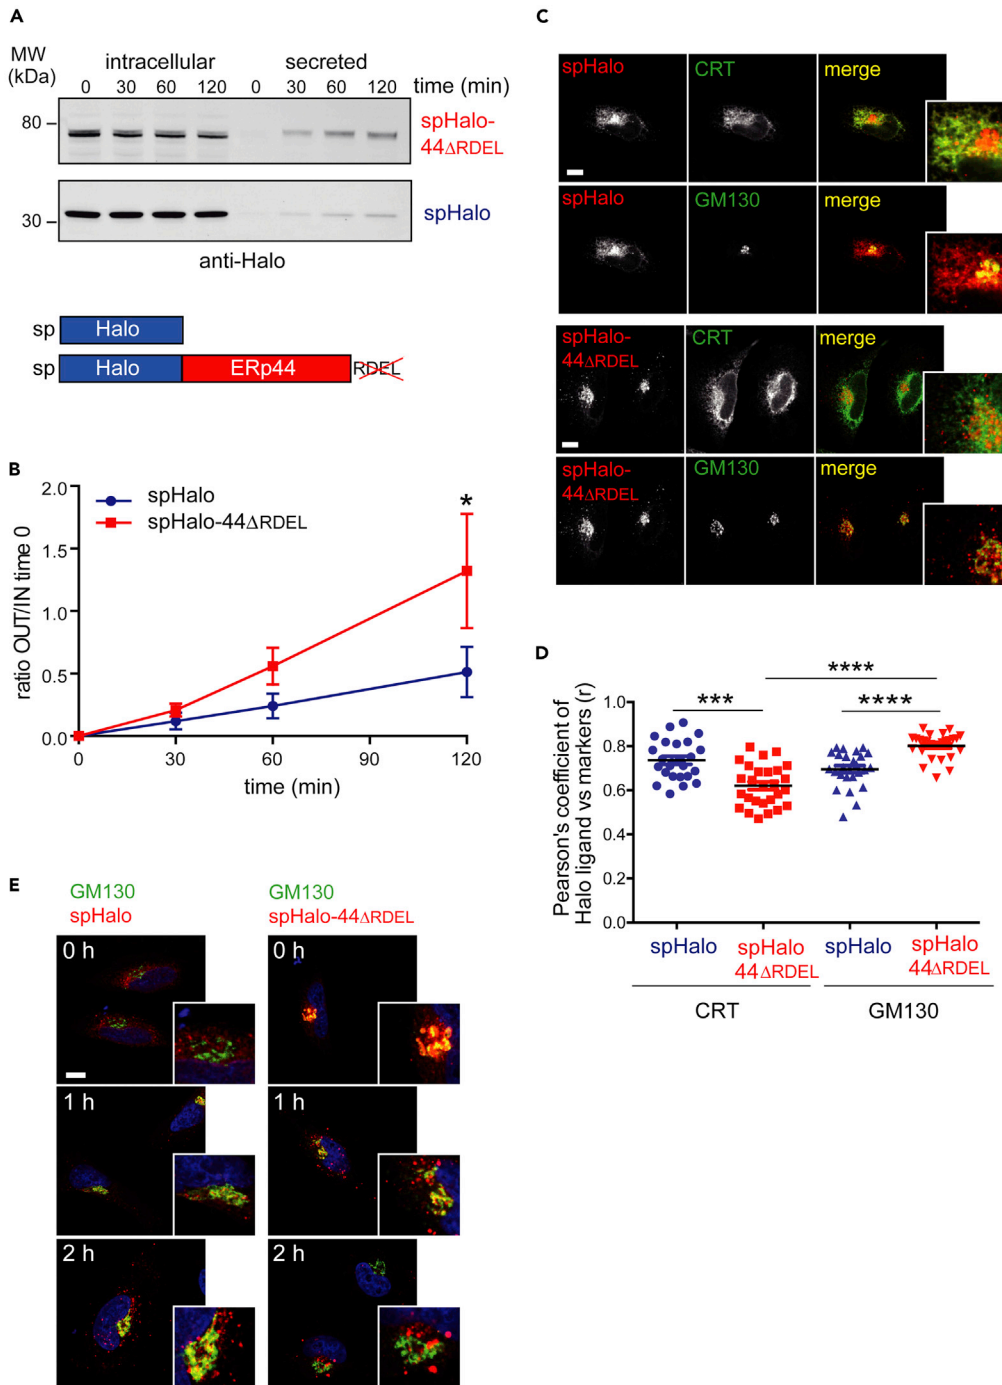 A
MW
(kDa)
intracellular secreted
0 30 60 120 0 30 60 120 time (min)
80
spHalo-
44ΔRDEL
30
spHalo
anti-Halo
sp Halo
sp Halo ERp44 RDEL
B
2.0
1.5
1.0
0.5
0.0
ratio OUT/IN time 0
spHalo
spHalo-44ΔRDEL
*
0 30 60 90 120
time (min)
C
spHalo CRT merge
spHalo GM130 merge
spHalo-
44ΔRDEL
CRT merge
spHalo-
44ΔRDEL
GM130 merge
D
Pearson's coefficient of
Halo ligand vs markers (r)
1.0
0.8
0.6
0.4
0.2
0.0
****
*** ****
spHalo spHalo
44ΔRDEL
spHalo spHalo
44ΔRDEL
CRT GM130
E
GM130
spHalo
GM130
spHalo-44ΔRDEL
0 h 0 h
1 h 1 h
2 h 2 h